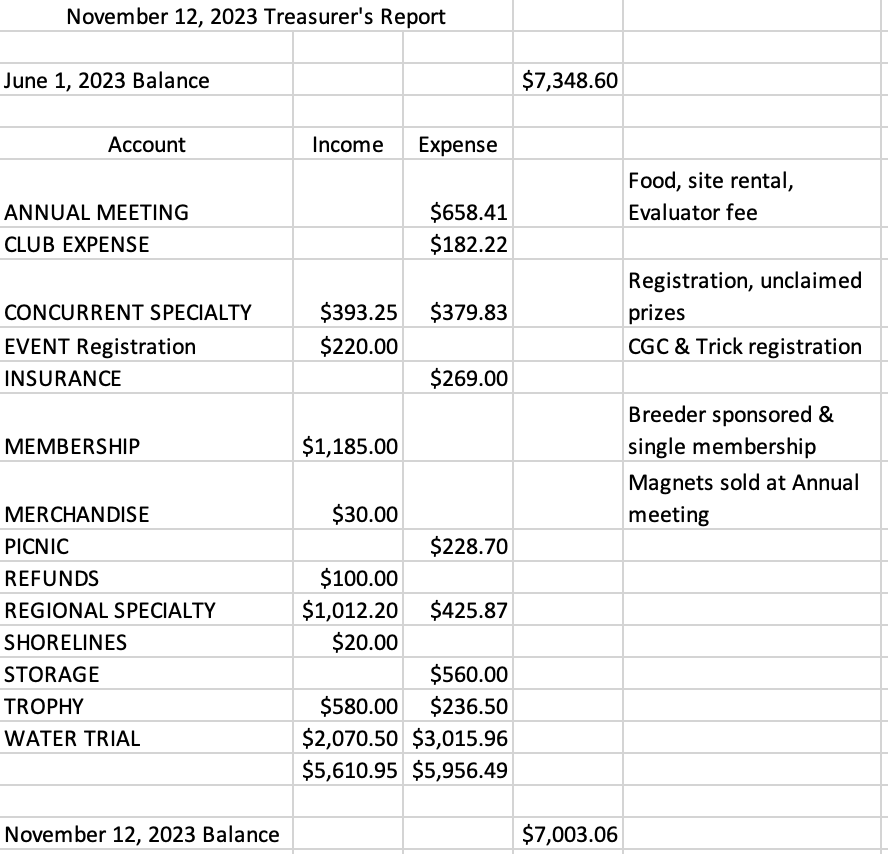 November 12, 2023 Treasurer's Report
June 1, 2023 Balance $7,348.60
Account Income Expense
Food, site rental,
ANNUAL MEETING $658.41 Evaluator fee
CLUB EXPENSE $182.22
Registration, unclaimed
CONCURRENT SPECIALTY $393.25 $379.83 prizes
EVENT Registration $220.00 CGC & Trick registration
INSURANCE $269.00
Breeder sponsored &
MEMBERSHIP $1,185.00 single membership
Magnets sold at Annual
MERCHANDISE $30.00 meeting
PICNIC $228.70
REFUNDS $100.00
REGIONAL SPECIALTY $1,012.20 $425.87
SHORELINES $20.00
STORAGE $560.00
TROPHY $580.00 $236.50
WATER TRIAL $2,070.50 $3,015.96
$5,610.95 $5,956.49
November 12, 2023 Balance $7,003.06